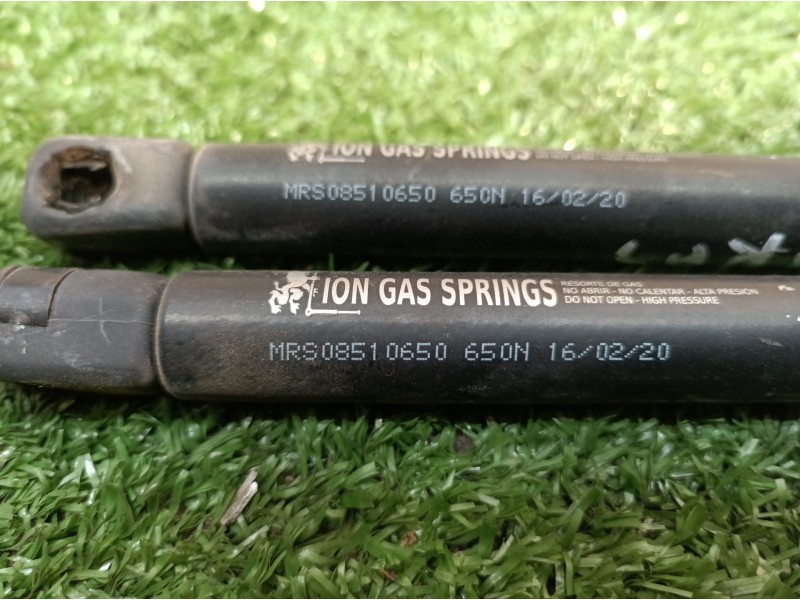 LION GAS SPRINGS
MRS08510650 650N 16/02/20
LION GAS SPRINGS
RESORTE DE GAS
NO ABRIR - NO CALENTAR - ALTA PRESION
DO NOT OPEN - HIGH PRESSURE
MRS08510650 650N 16/02/20